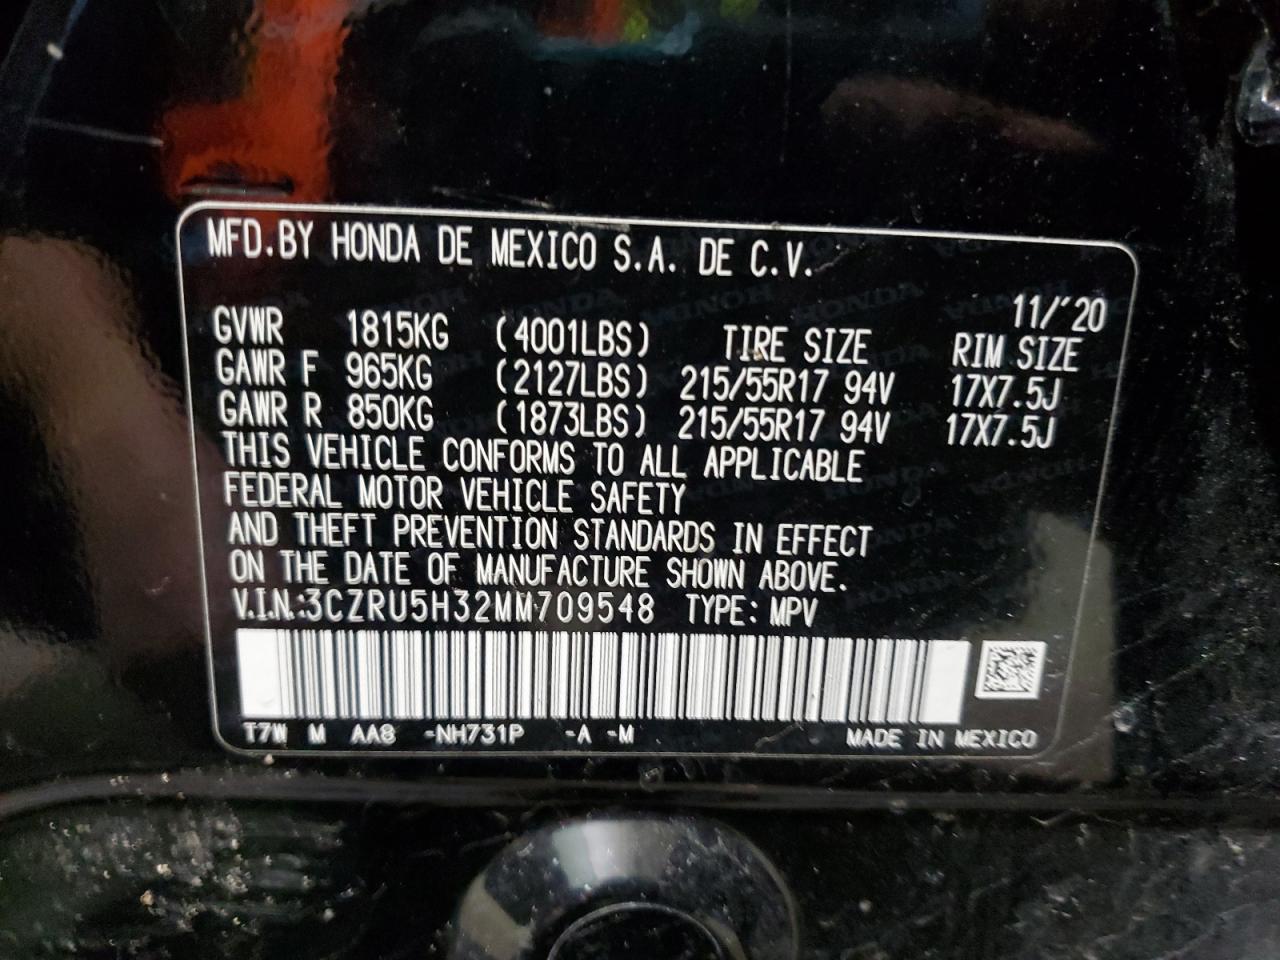 MFD.BY HONDA DE MEXICO S.A. DE C.V.
11/'20
GVWR 1815KG (4001LBS) TIRE SIZE RIM SIZE
GAWR F 965KG (2127LBS) 215/55R17 94V 17X7.5J
GAWR R 850KG (1873LBS) 215/55R17 94V 17X7.5J
THIS VEHICLE CONFORMS TO ALL APPLICABLE
FEDERAL MOTOR VEHICLE SAFETY
AND THEFT PREVENTION STANDARDS IN EFFECT
ON THE DATE OF MANUFACTURE SHOWN ABOVE.
V.I.N.:3CZRU5H32MM709548 TYPE: MPV
T7W M AA8 -NH731P -A -M MADE IN MEXICO